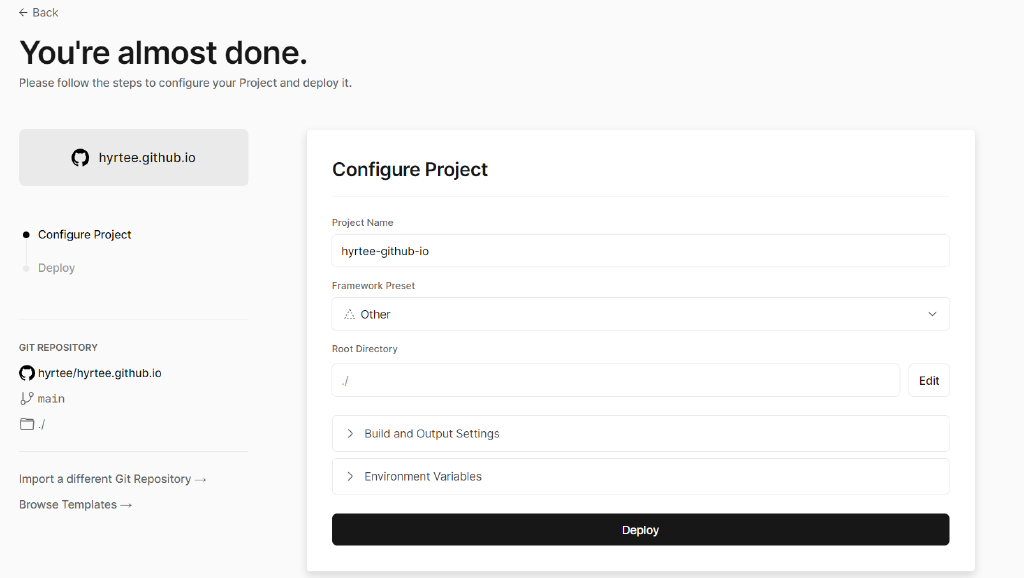 ← Back
You're almost done.
Please follow the steps to configure your Project and deploy it.
hyrtee.github.io
Configure Project
Deploy
GIT REPOSITORY
hyrtee/hyrtee.github.io
main
./
Import a different Git Repository →
Browse Templates →
Configure Project
Project Name
hyrtee-github-io
Framework Preset
Other
Root Directory
./
Edit
Build and Output Settings
Environment Variables
Deploy